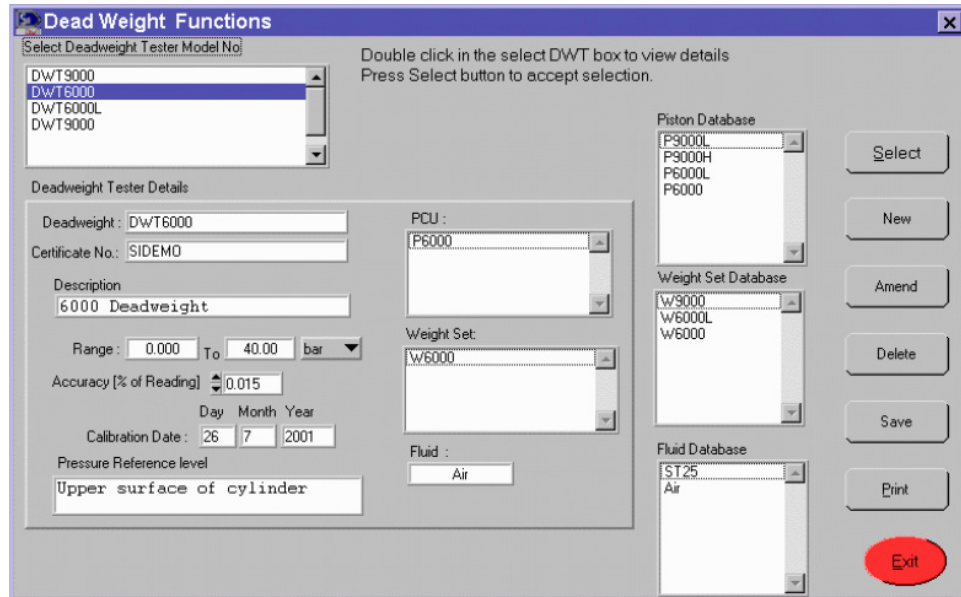 Dead Weight Functions
Select Deadweight Tester Model No
DWT9000
DWT6000
DWT6000L
DWT9000
Double click in the select DWT box to view details
Press Select button to accept selection.
Deadweight Tester Details
Deadweight : DWT6000
Certificate No.: SIDEMO
Description
6000 Deadweight
Range : 0.000 To 40.00 bar
Accuracy [% of Reading] 0.015
Day Month Year
Calibration Date : 26 7 2001
Pressure Reference level
Upper surface of cylinder
PCU :
P6000
Weight Set:
W6000
Fluid :
Air
Piston Database
P9000L
P9000H
P6000L
P6000
Weight Set Database
W9000
W6000L
W6000
Fluid Database
ST25
Air
Select
New
Amend
Delete
Save
Print
Exit